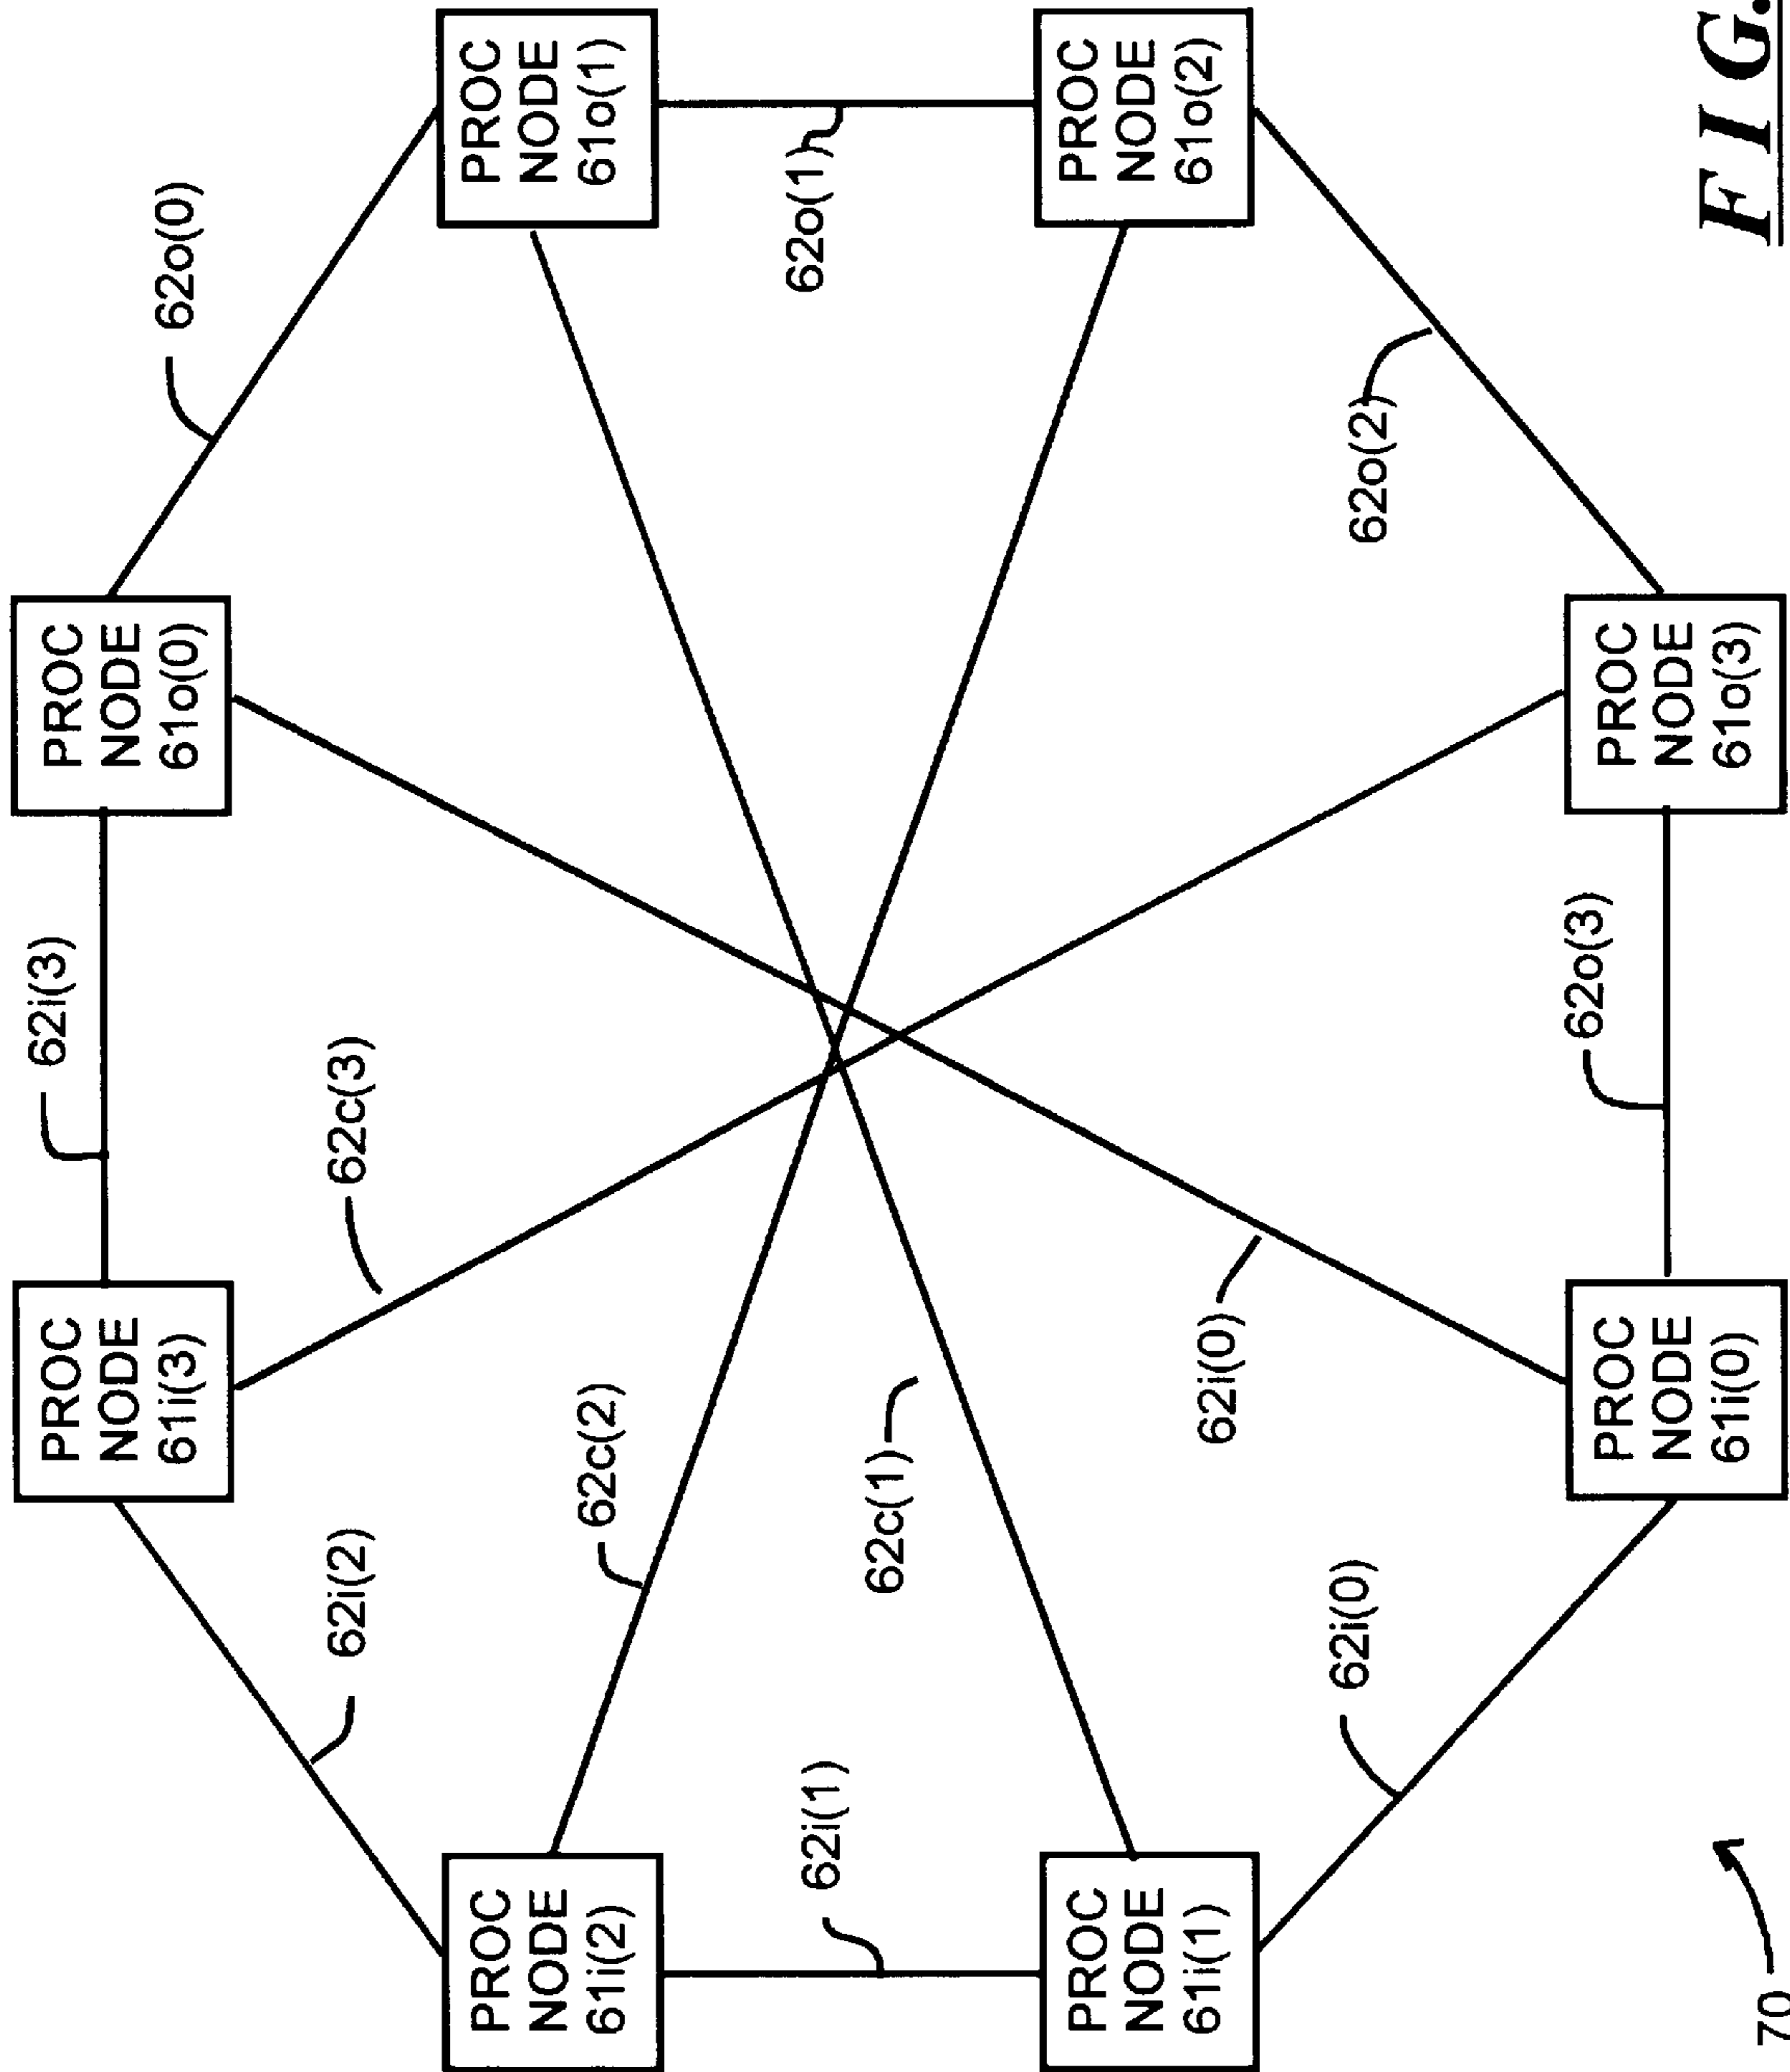 PROC
NODE
61i(2)
PROC
NODE
61i(3)
PROC
NODE
61o(0)
PROC
NODE
61o(1)
PROC
NODE
61i(1)
PROC
NODE
61i(0)
PROC
NODE
61o(3)
PROC
NODE
61o(2)
62i(2)
62i(3)
62o(0)
62c(3)
62c(2)
62i(1)
62c(1)
62o(1)
62i(0)
62i(0)
62o(3)
62o(2)
70
FIG.